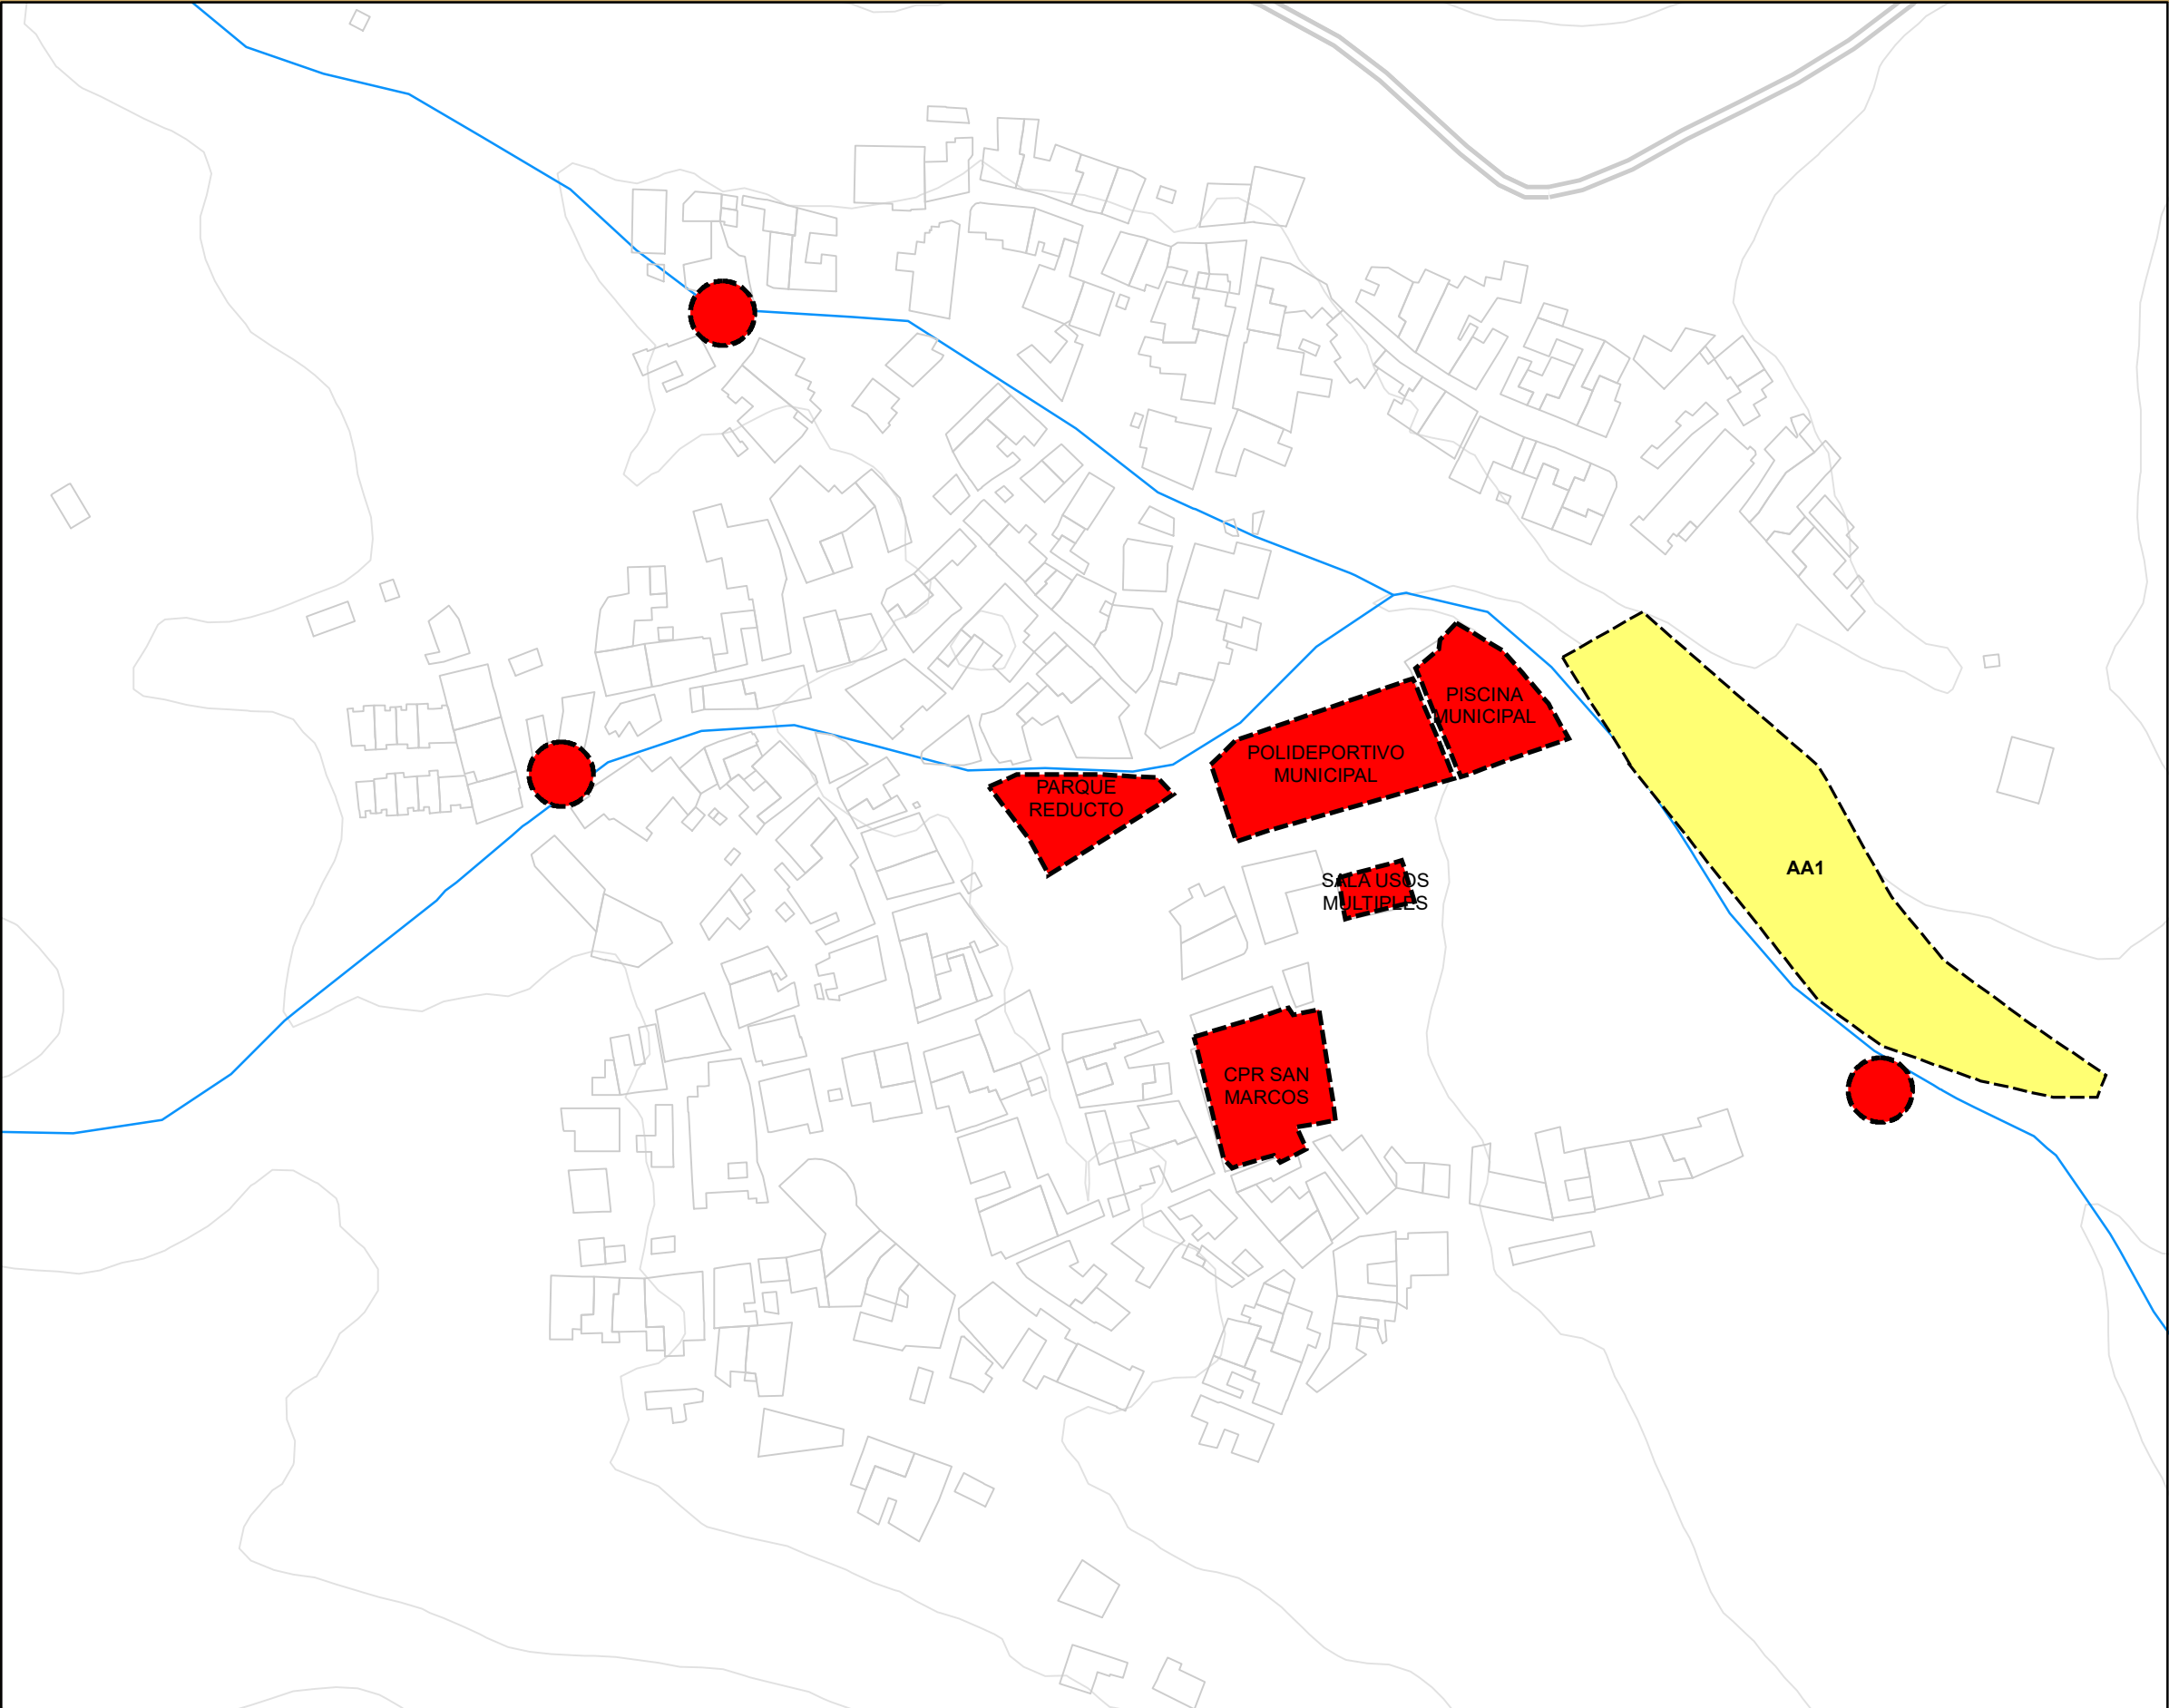 PISCINA
MUNICIPAL
POLIDEPORTIVO
MUNICIPAL
PARQUE
REDUCTO
SALA USOS
MULTIPLES
AA1
CPR SAN
MARCOS